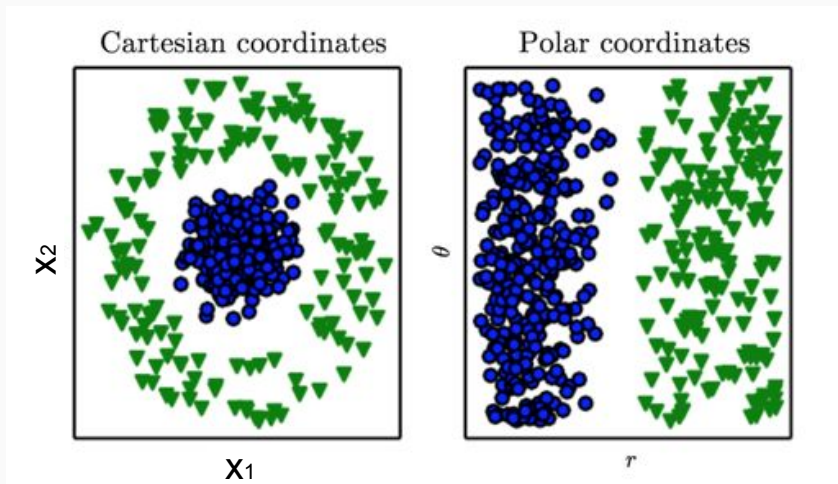 Cartesian coordinates
Polar coordinates
X2
θ
X1
r